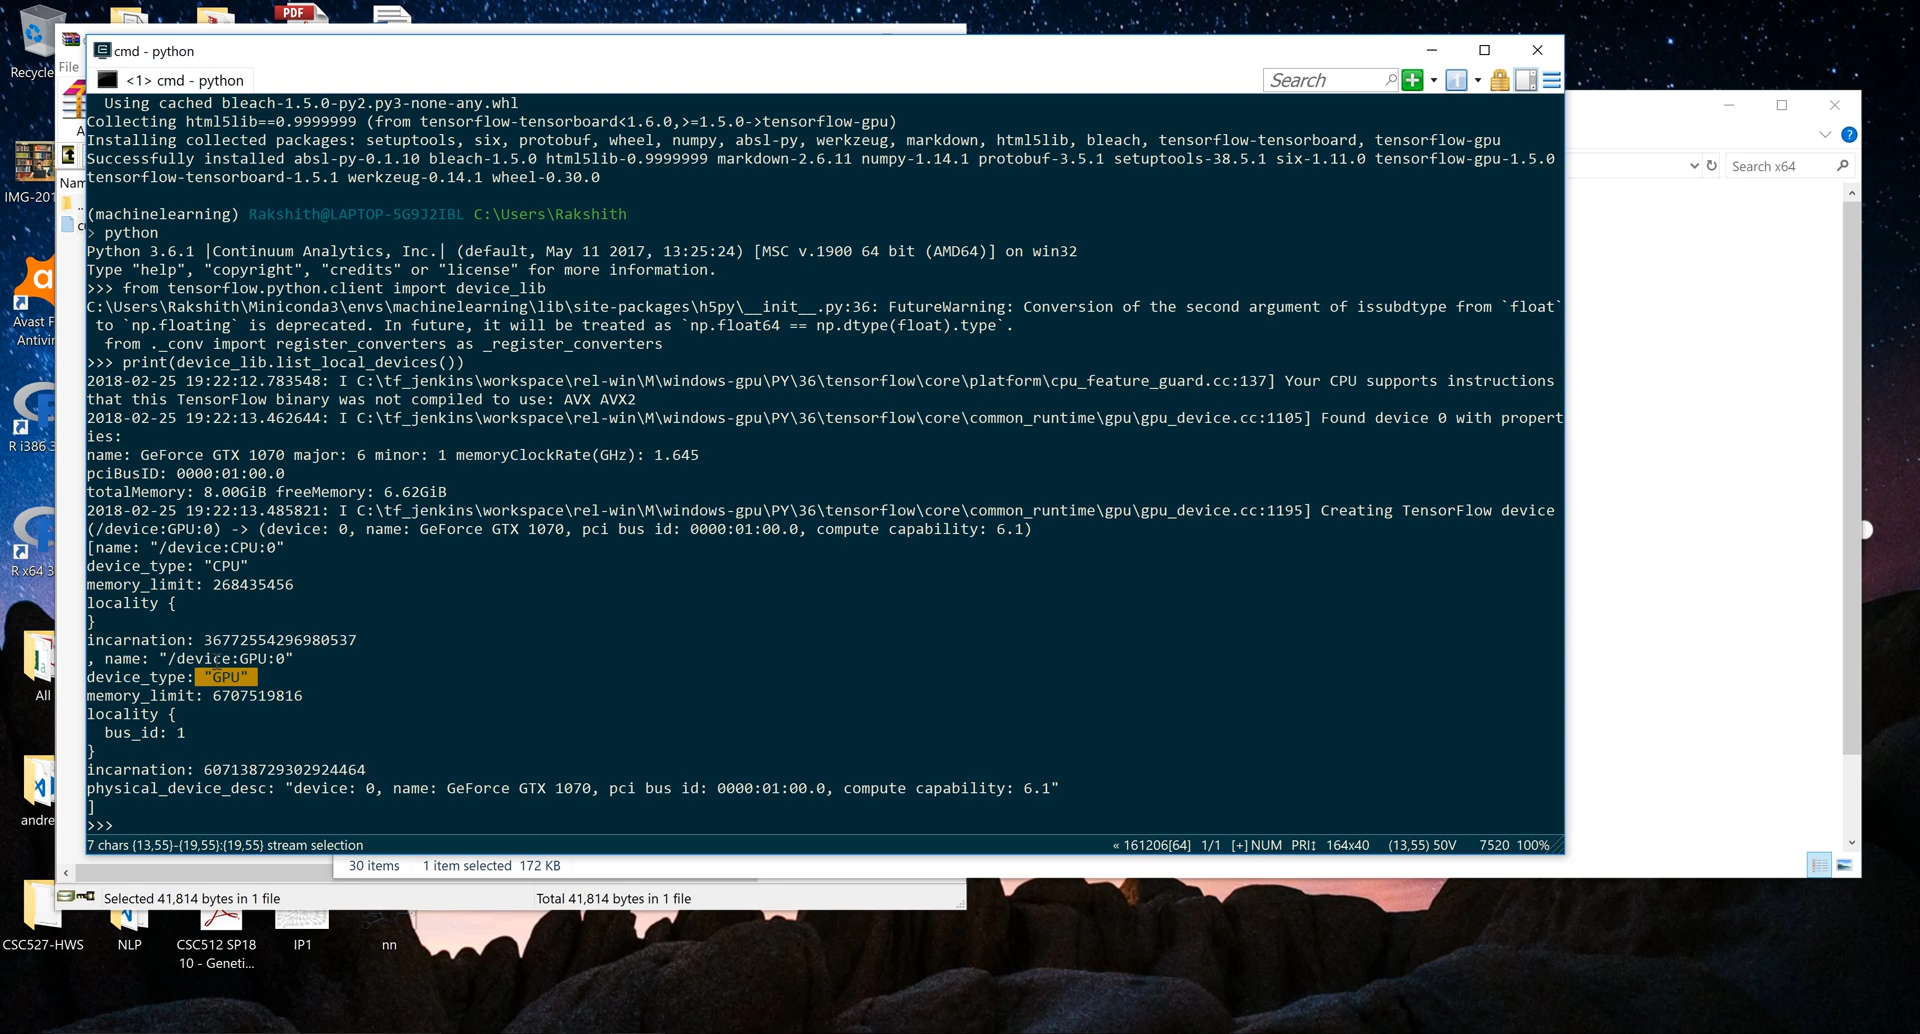 Recycle
PDF
File
A
IMG-201
Nam
..
Avast F
Antivir
R i386 3
R x64 3
All
andre
CSC527-HWS
NLP
CSC512 SP18
10 - Geneti...
IP1
nn
cmd - python
<1> cmd - python
Search
Using cached bleach-1.5.0-py2.py3-none-any.whl
Collecting html5lib==0.9999999 (from tensorflow-tensorboard<1.6.0,>=1.5.0->tensorflow-gpu)
Installing collected packages: setuptools, six, protobuf, wheel, numpy, absl-py, werkzeug, markdown, html5lib, bleach, tensorflow-tensorboard, tensorflow-gpu
Successfully installed absl-py-0.1.10 bleach-1.5.0 html5lib-0.9999999 markdown-2.6.11 numpy-1.14.1 protobuf-3.5.1 setuptools-38.5.1 six-1.11.0 tensorflow-gpu-1.5.0
tensorflow-tensorboard-1.5.1 werkzeug-0.14.1 wheel-0.30.0
(machinelearning) Rakshith@LAPTOP-5G9J2IBL C:\Users\Rakshith
> python
Python 3.6.1 |Continuum Analytics, Inc.| (default, May 11 2017, 13:25:24) [MSC v.1900 64 bit (AMD64)] on win32
Type "help", "copyright", "credits" or "license" for more information.
>>> from tensorflow.python.client import device_lib
C:\Users\Rakshith\Miniconda3\envs\machinelearning\lib\site-packages\h5py\__init__.py:36: FutureWarning: Conversion of the second argument of issubdtype from `float`
to `np.floating` is deprecated. In future, it will be treated as `np.float64 == np.dtype(float).type`.
from ._conv import register_converters as _register_converters
>>> print(device_lib.list_local_devices())
2018-02-25 19:22:12.783548: I C:\tf_jenkins\workspace\rel-win\M\windows-gpu\PY\36\tensorflow\core\platform\cpu_feature_guard.cc:137] Your CPU supports instructions
that this TensorFlow binary was not compiled to use: AVX AVX2
2018-02-25 19:22:13.462644: I C:\tf_jenkins\workspace\rel-win\M\windows-gpu\PY\36\tensorflow\core\common_runtime\gpu\gpu_device.cc:1105] Found device 0 with propert
ies:
name: GeForce GTX 1070 major: 6 minor: 1 memoryClockRate(GHz): 1.645
pciBusID: 0000:01:00.0
totalMemory: 8.00GiB freeMemory: 6.62GiB
2018-02-25 19:22:13.485821: I C:\tf_jenkins\workspace\rel-win\M\windows-gpu\PY\36\tensorflow\core\common_runtime\gpu\gpu_device.cc:1195] Creating TensorFlow device
(/device:GPU:0) -> (device: 0, name: GeForce GTX 1070, pci bus id: 0000:01:00.0, compute capability: 6.1)
[name: "/device:CPU:0"
device_type: "CPU"
memory_limit: 268435456
locality {
}
incarnation: 36772554296980537
, name: "/device:GPU:0"
device_type: "GPU"
memory_limit: 6707519816
locality {
bus_id: 1
}
incarnation: 607138729302924464
physical_device_desc: "device: 0, name: GeForce GTX 1070, pci bus id: 0000:01:00.0, compute capability: 6.1"
]
>>>
7 chars {13,55}-{19,55}:{19,55} stream selection
« 161206[64] 1/1 [+] NUM PRI↕ 164x40 (13,55) 50V 7520 100%
Search x64
30 items 1 item selected 172 KB
Selected 41,814 bytes in 1 file
Total 41,814 bytes in 1 file